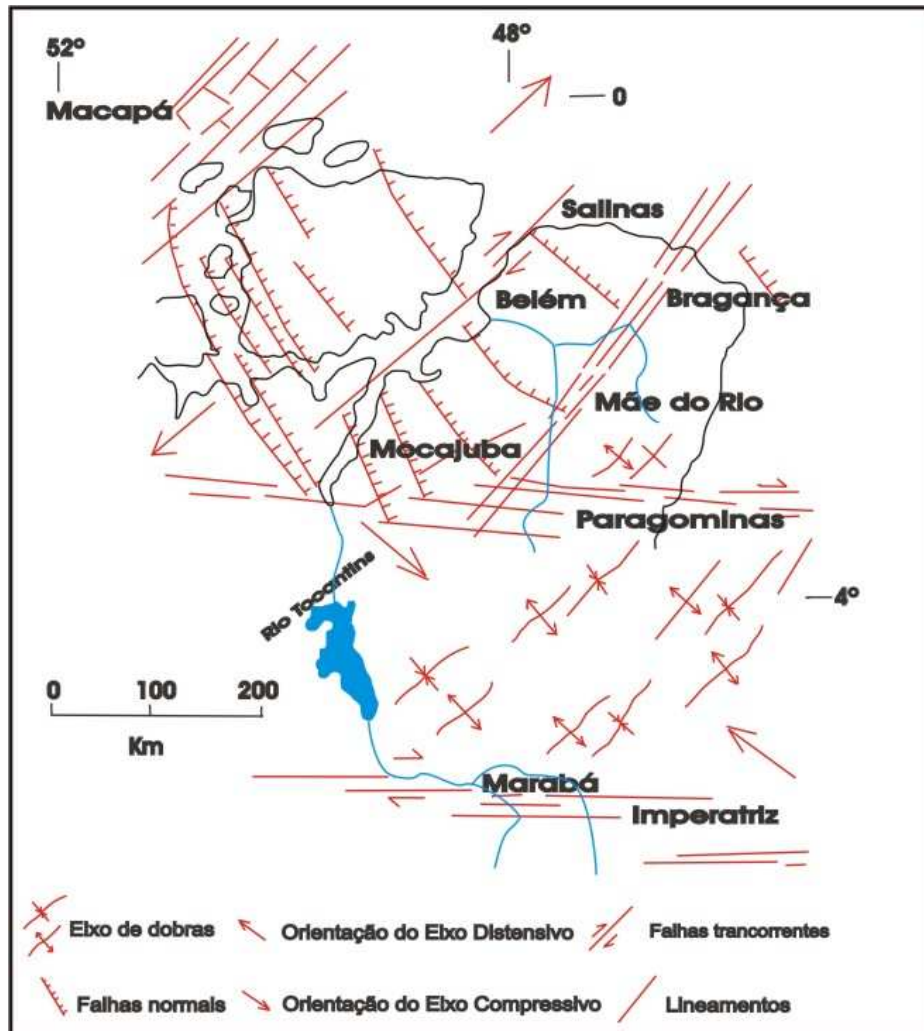 52º
48º
Macapá
0
Salinas
Belém
Bragança
Mãe do Rio
Mocajuba
Paragominas
Rio Tocantins
4º
0 100 200
Km
Marabá
Imperatriz
Eixo de dobras
Orientação do Eixo Distensivo
Falhas trancorrentes
Falhas normais
Orientação do Eixo Compressivo
Lineamentos